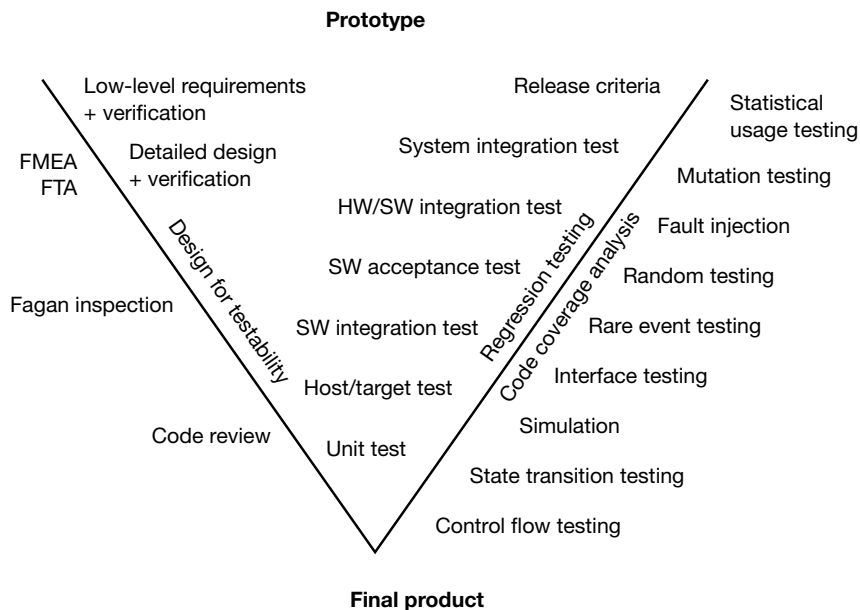 Prototype
Low-level requirements
+ verification
Release criteria
Statistical
usage testing
FMEA
FTA
Detailed design
+ verification
System integration test
Mutation testing
HW/SW integration test
Fault injection
Design for testability
SW acceptance test
Regression testing
Code coverage analysis
Random testing
Fagan inspection
SW integration test
Rare event testing
Host/target test
Interface testing
Code review
Unit test
Simulation
State transition testing
Control flow testing
Final product